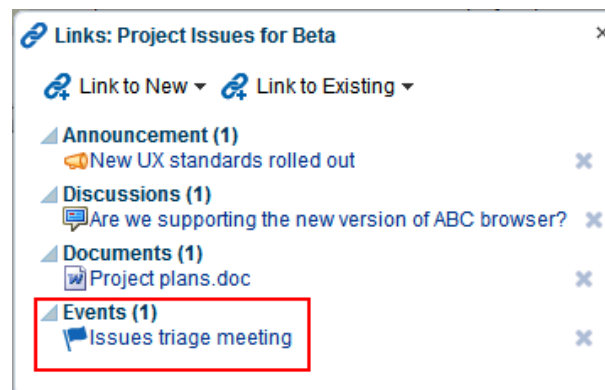 Links: Project Issues for Beta
Link to New Link to Existing
Announcement (1)
New UX standards rolled out
Discussions (1)
Are we supporting the new version of ABC browser?
Documents (1)
Project plans.doc
Events (1)
Issues triage meeting